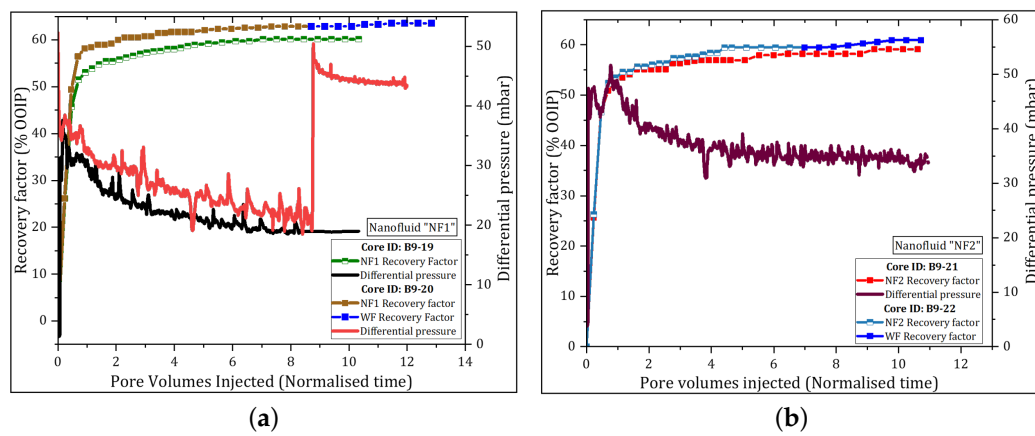 60
50
40
30
20
10
0
Recovery factor (% OOIP)
50
40
30
20
10
0
Differential pressure (mbar)
Nanofluid "NF1"
Core ID: B9-19
NF1 Recovery Factor
Differential pressure
Core ID: B9-20
NF1 Recovery factor
WF Recovery Factor
Differential pressure
0 2 4 6 8 10 12 14
Pore Volumes Injected (Normalised time)
(a)
60
50
40
30
20
10
0
Recovery factor (% OOIP)
60
50
40
30
20
10
0
Differential Pressure (mbar)
Nanofluid "NF2"
Core ID: B9-21
NF2 Recovery factor
Differential pressure
Core ID: B9-22
NF2 Recovery factor
WF Recovery factor
0 2 4 6 8 10 12
Pore volumes injected (Normalised time)
(b)